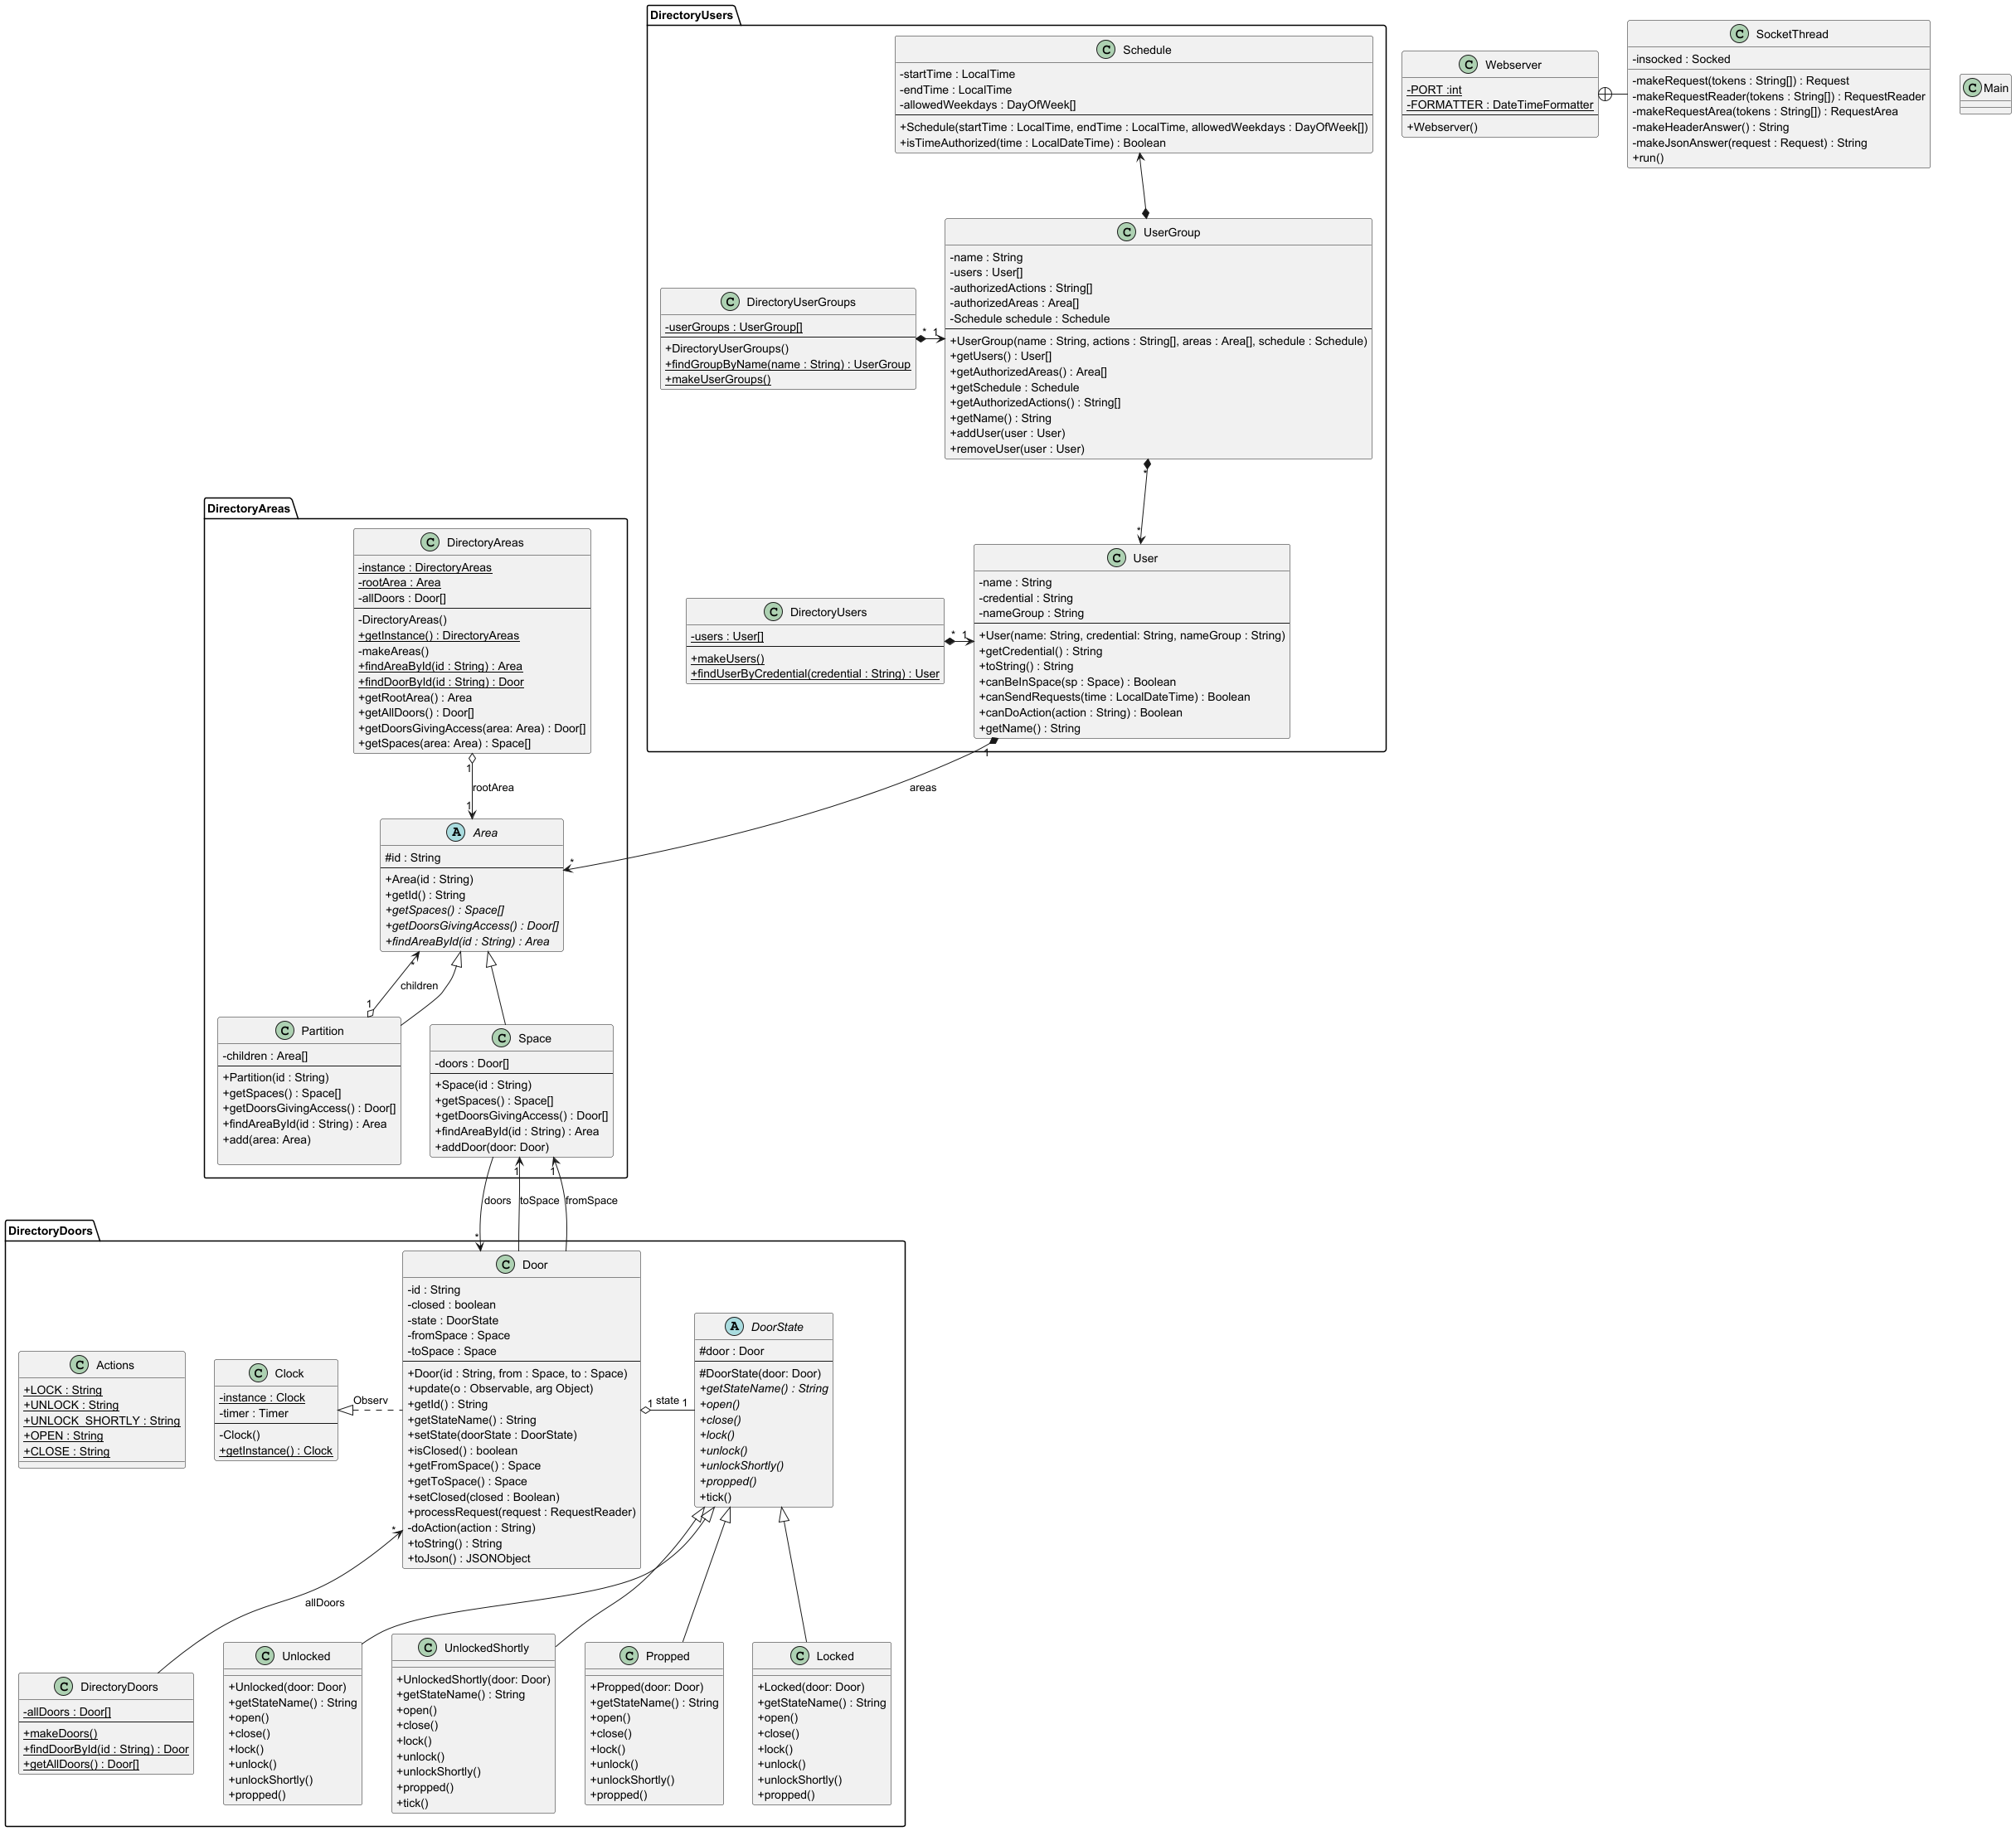 DirectoryUsers
C Schedule
-startTime : LocalTime
-endTime : LocalTime
-allowedWeekdays : DayOfWeek[]
+Schedule(startTime : LocalTime, endTime : LocalTime, allowedWeekdays : DayOfWeek[])
+isTimeAuthorized(time : LocalDateTime) : Boolean
C Webserver
-PORT :int
-FORMATTER : DateTimeFormatter
+Webserver()
C SocketThread
-insocked : Socked
-makeRequest(tokens : String[]) : Request
-makeRequestReader(tokens : String[]) : RequestReader
-makeRequestArea(tokens : String[]) : RequestArea
-makeHeaderAnswer() : String
-makeJsonAnswer(request : Request) : String
+run()
C Main
C UserGroup
-name : String
-users : User[]
-authorizedActions : String[]
-authorizedAreas : Area[]
-Schedule schedule : Schedule
+UserGroup(name : String, actions : String[], areas : Area[], schedule : Schedule)
+getUsers() : User[]
+getAuthorizedAreas() : Area[]
+getSchedule : Schedule
+getAuthorizedActions() : String[]
+getName() : String
+addUser(user : User)
+removeUser(user : User)
C DirectoryUserGroups
-userGroups : UserGroup[]
+DirectoryUserGroups()
+findGroupByName(name : String) : UserGroup
+makeUserGroups()
* 1
*
*
C User
-name : String
-credential : String
-nameGroup : String
+User(name: String, credential: String, nameGroup : String)
+getCredential() : String
+toString() : String
+canBeInSpace(sp : Space) : Boolean
+canSendRequests(time : LocalDateTime) : Boolean
+canDoAction(action : String) : Boolean
+getName() : String
C DirectoryUsers
-users : User[]
+makeUsers()
+findUserByCredential(credential : String) : User
* 1
1
areas
*
DirectoryAreas
C DirectoryAreas
-instance : DirectoryAreas
-rootArea : Area
-allDoors : Door[]
-DirectoryAreas()
+getInstance() : DirectoryAreas
-makeAreas()
+findAreaById(id : String) : Area
+findDoorById(id : String) : Door
+getRootArea() : Area
+getAllDoors() : Door[]
+getDoorsGivingAccess(area: Area) : Door[]
+getSpaces(area: Area) : Space[]
1
rootArea
1
A Area
#id : String
+Area(id : String)
+getId() : String
+getSpaces() : Space[]
+getDoorsGivingAccess() : Door[]
+findAreaById(id : String) : Area
*
children
1
C Partition
-children : Area[]
+Partition(id : String)
+getSpaces() : Space[]
+getDoorsGivingAccess() : Door[]
+findAreaById(id : String) : Area
+add(area: Area)
C Space
-doors : Door[]
+Space(id : String)
+getSpaces() : Space[]
+getDoorsGivingAccess() : Door[]
+findAreaById(id : String) : Area
+addDoor(door: Door)
1 1
doors toSpace fromSpace
*
DirectoryDoors
C Door
-id : String
-closed : boolean
-state : DoorState
-fromSpace : Space
-toSpace : Space
+Door(id : String, from : Space, to : Space)
+update(o : Observable, arg Object)
+getId() : String
+getStateName() : String
+setState(doorState : DoorState)
+isClosed() : boolean
+getFromSpace() : Space
+getToSpace() : Space
+setClosed(closed : Boolean)
+processRequest(request : RequestReader)
-doAction(action : String)
+toString() : String
+toJson() : JSONObject
A DoorState
#door : Door
#DoorState(door: Door)
+getStateName() : String
+open()
+close()
+lock()
+unlock()
+unlockShortly()
+propped()
+tick()
1 state 1
C Actions
+LOCK : String
+UNLOCK : String
+UNLOCK_SHORTLY : String
+OPEN : String
+CLOSE : String
C Clock
-instance : Clock
-timer : Timer
-Clock()
+getInstance() : Clock
Observ
*
allDoors
C DirectoryDoors
-allDoors : Door[]
+makeDoors()
+findDoorById(id : String) : Door
+getAllDoors() : Door[]
C Unlocked
+Unlocked(door: Door)
+getStateName() : String
+open()
+close()
+lock()
+unlock()
+unlockShortly()
+propped()
C UnlockedShortly
+UnlockedShortly(door: Door)
+getStateName() : String
+open()
+close()
+lock()
+unlock()
+unlockShortly()
+propped()
+tick()
C Propped
+Propped(door: Door)
+getStateName() : String
+open()
+close()
+lock()
+unlock()
+unlockShortly()
+propped()
C Locked
+Locked(door: Door)
+getStateName() : String
+open()
+close()
+lock()
+unlock()
+unlockShortly()
+propped()